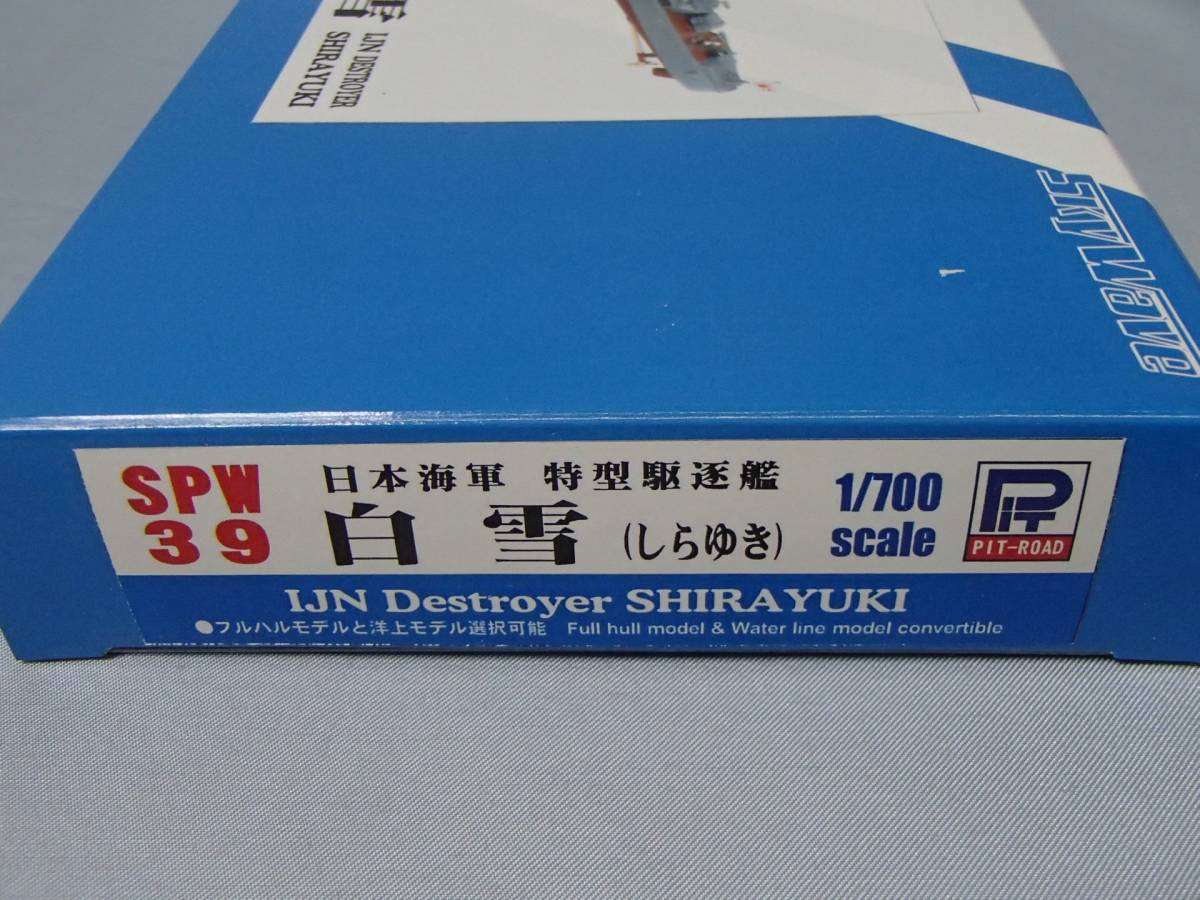 雪
IJN DESTROYER
SHIRAYUKI
SkyWave
SPW
39
日本海軍 特型駆逐艦
白雪 (しらゆき)
1/700
scale
PIT
PIT-ROAD
IJN Destroyer SHIRAYUKI
●フルハルモデルと洋上モデル選択可能 Full hull model & Water line model convertible